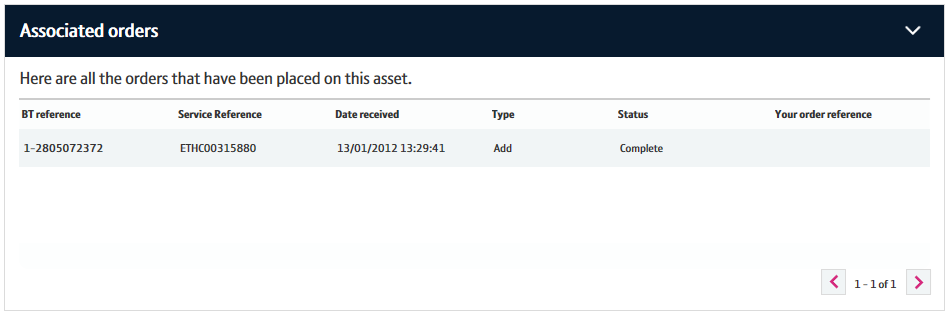 Associated orders
Here are all the orders that have been placed on this asset.
BT reference Service Reference Date received Type Status Your order reference
1-2805072372 ETHC00315880 13/01/2012 13:29:41 Add Complete
1 - 1 of 1